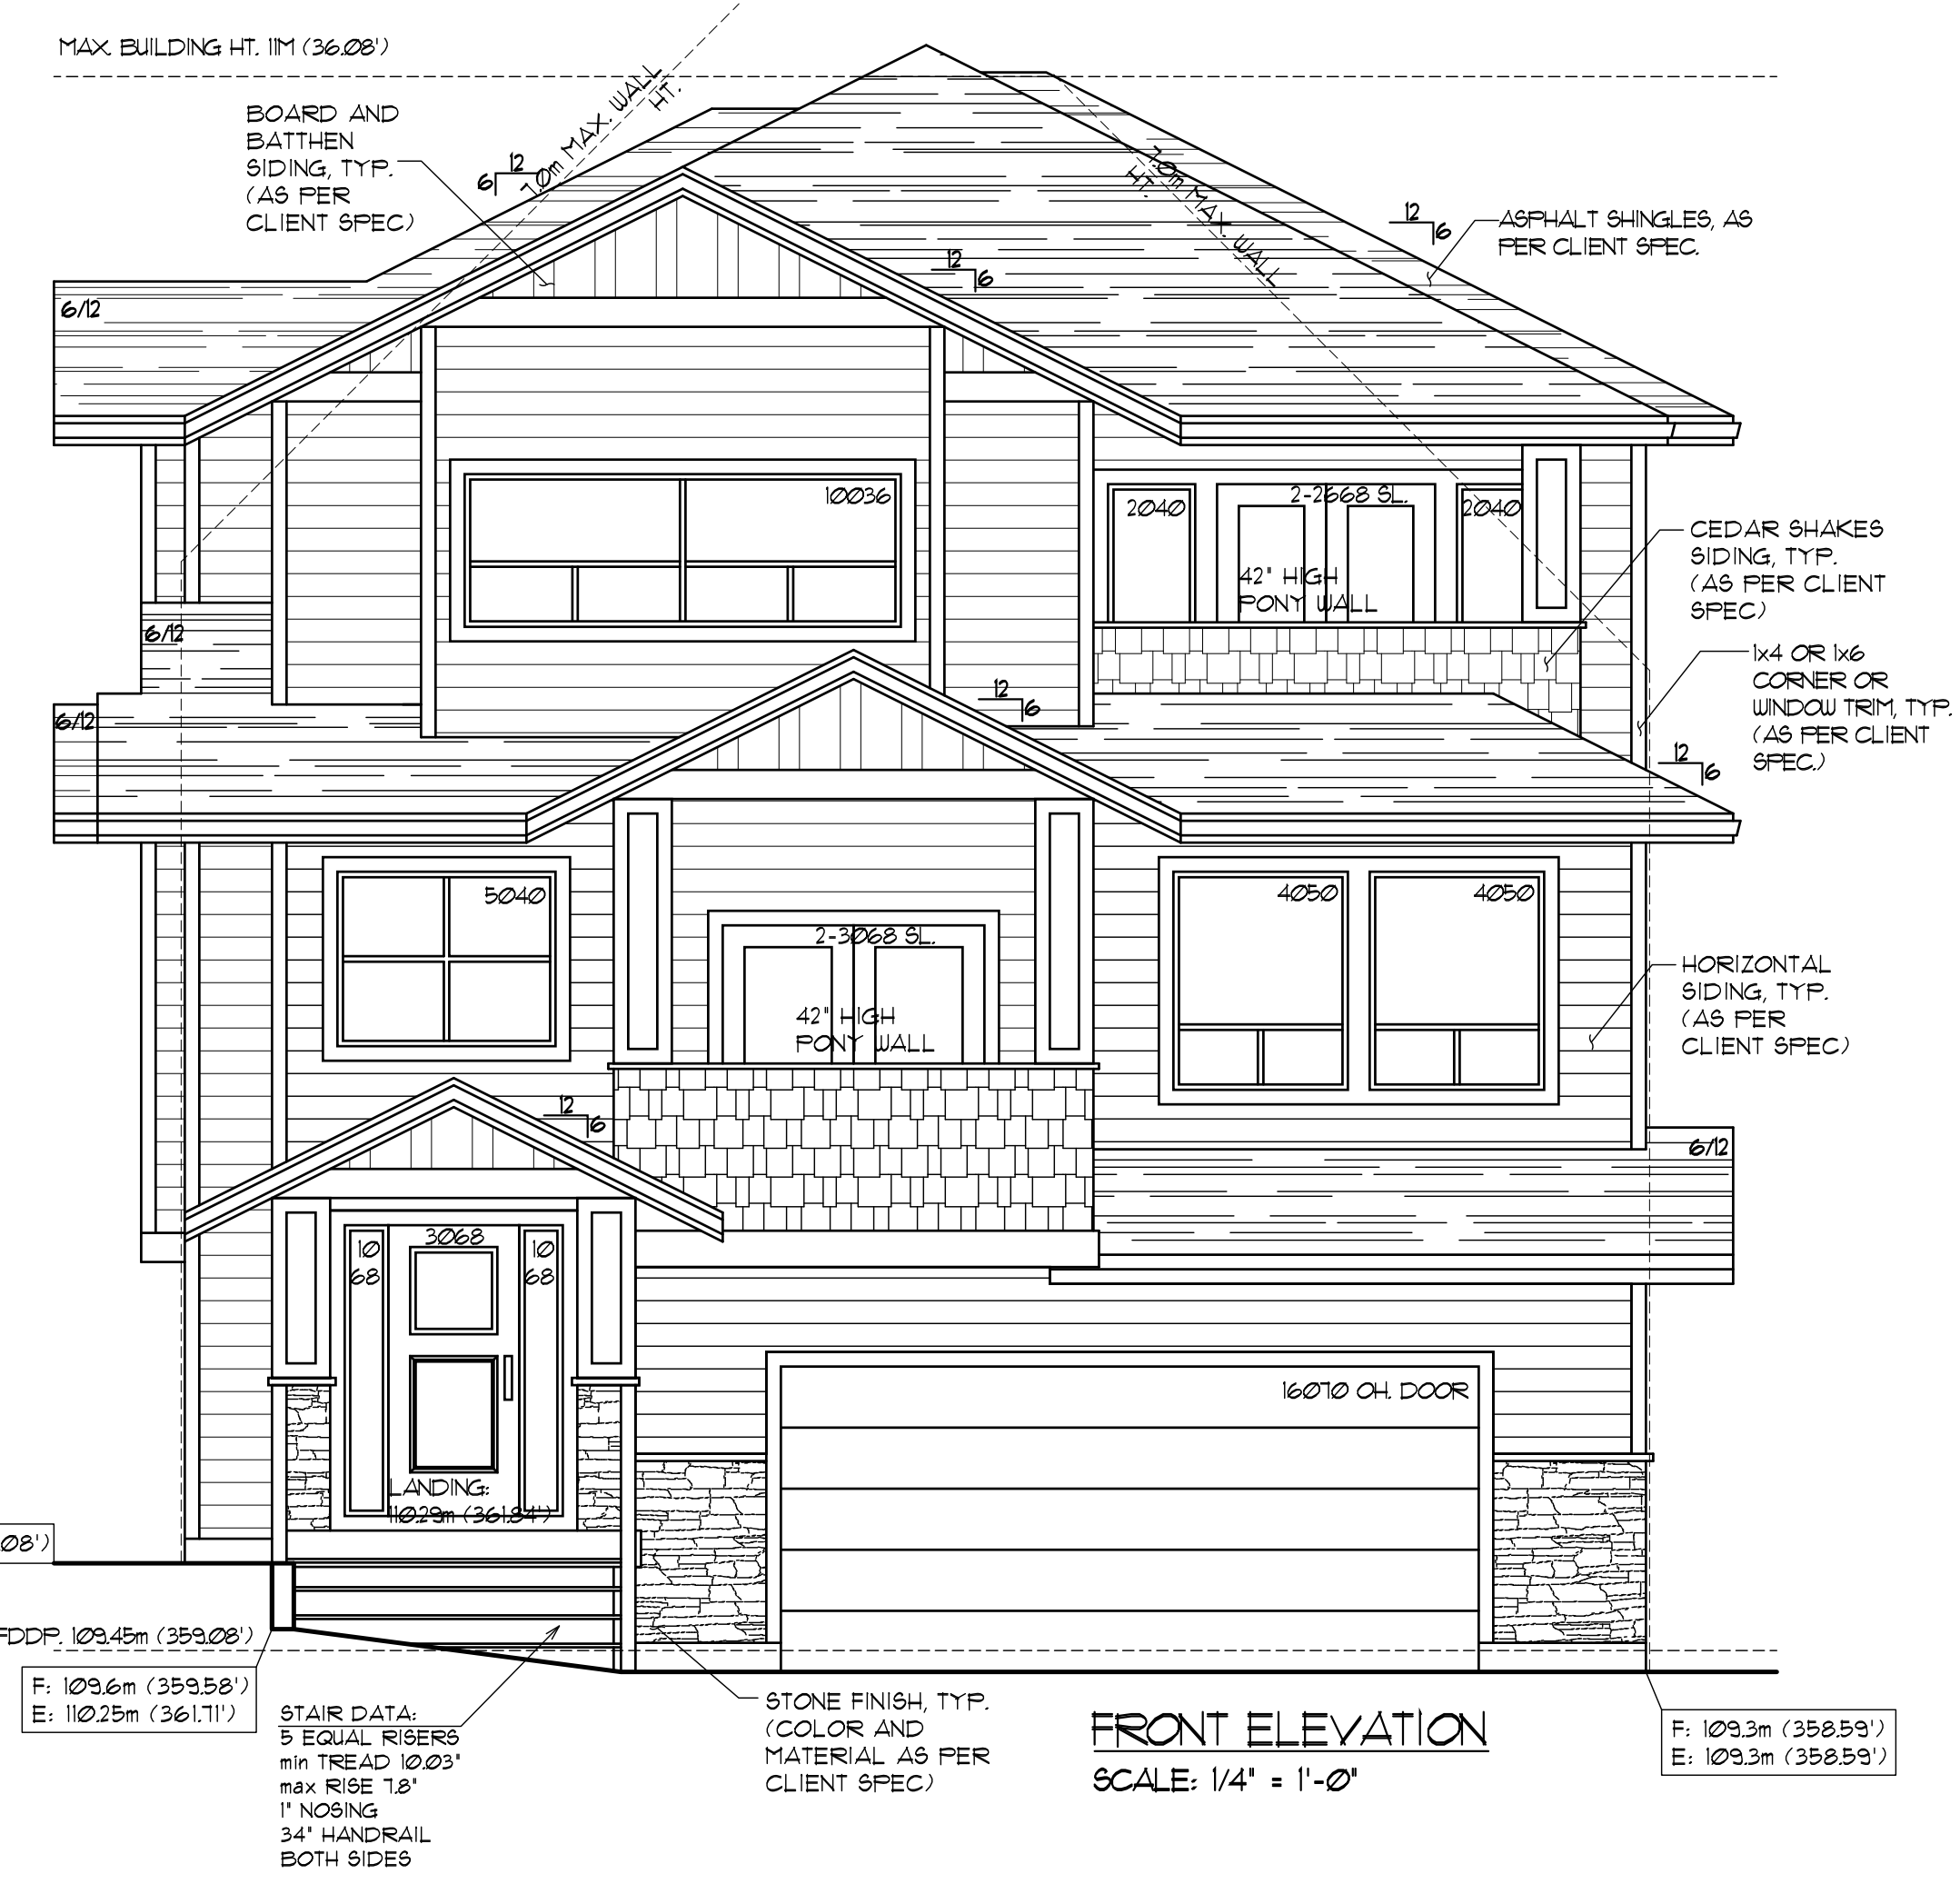 MAX. BUILDING HT. 11M (36.08')
BOARD AND
BATTHEN
SIDING, TYP.
(AS PER
CLIENT SPEC)
7.0m MAX. WALL
HT.
12
6
7.0m MAX. WALL
HT.
12
6
ASPHALT SHINGLES, AS
PER CLIENT SPEC.
12
6
6/12
10036
2040
2-2668 SL.
2040
42" HIGH
PONY WALL
CEDAR SHAKES
SIDING, TYP.
(AS PER CLIENT
SPEC)
6/12
1x4 OR 1x6
CORNER OR
WINDOW TRIM, TYP.
(AS PER CLIENT
SPEC.)
6/12
12
6
12
6
5040
2-3068 SL.
42" HIGH
PONY WALL
4050
4050
HORIZONTAL
SIDING, TYP.
(AS PER
CLIENT SPEC)
12
6
6/12
10
68
3068
10
68
16070 OH. DOOR
LANDING:
110.29m (361.84')
.08')
FDDP. 109.45m (359.08')
F: 109.6m (359.58')
E: 110.25m (361.71')
STAIR DATA:
5 EQUAL RISERS
min TREAD 10.03"
max RISE 7.8"
1" NOSING
34" HANDRAIL
BOTH SIDES
STONE FINISH, TYP.
(COLOR AND
MATERIAL AS PER
CLIENT SPEC)
FRONT ELEVATION
SCALE: 1/4" = 1'-0"
F: 109.3m (358.59')
E: 109.3m (358.59')